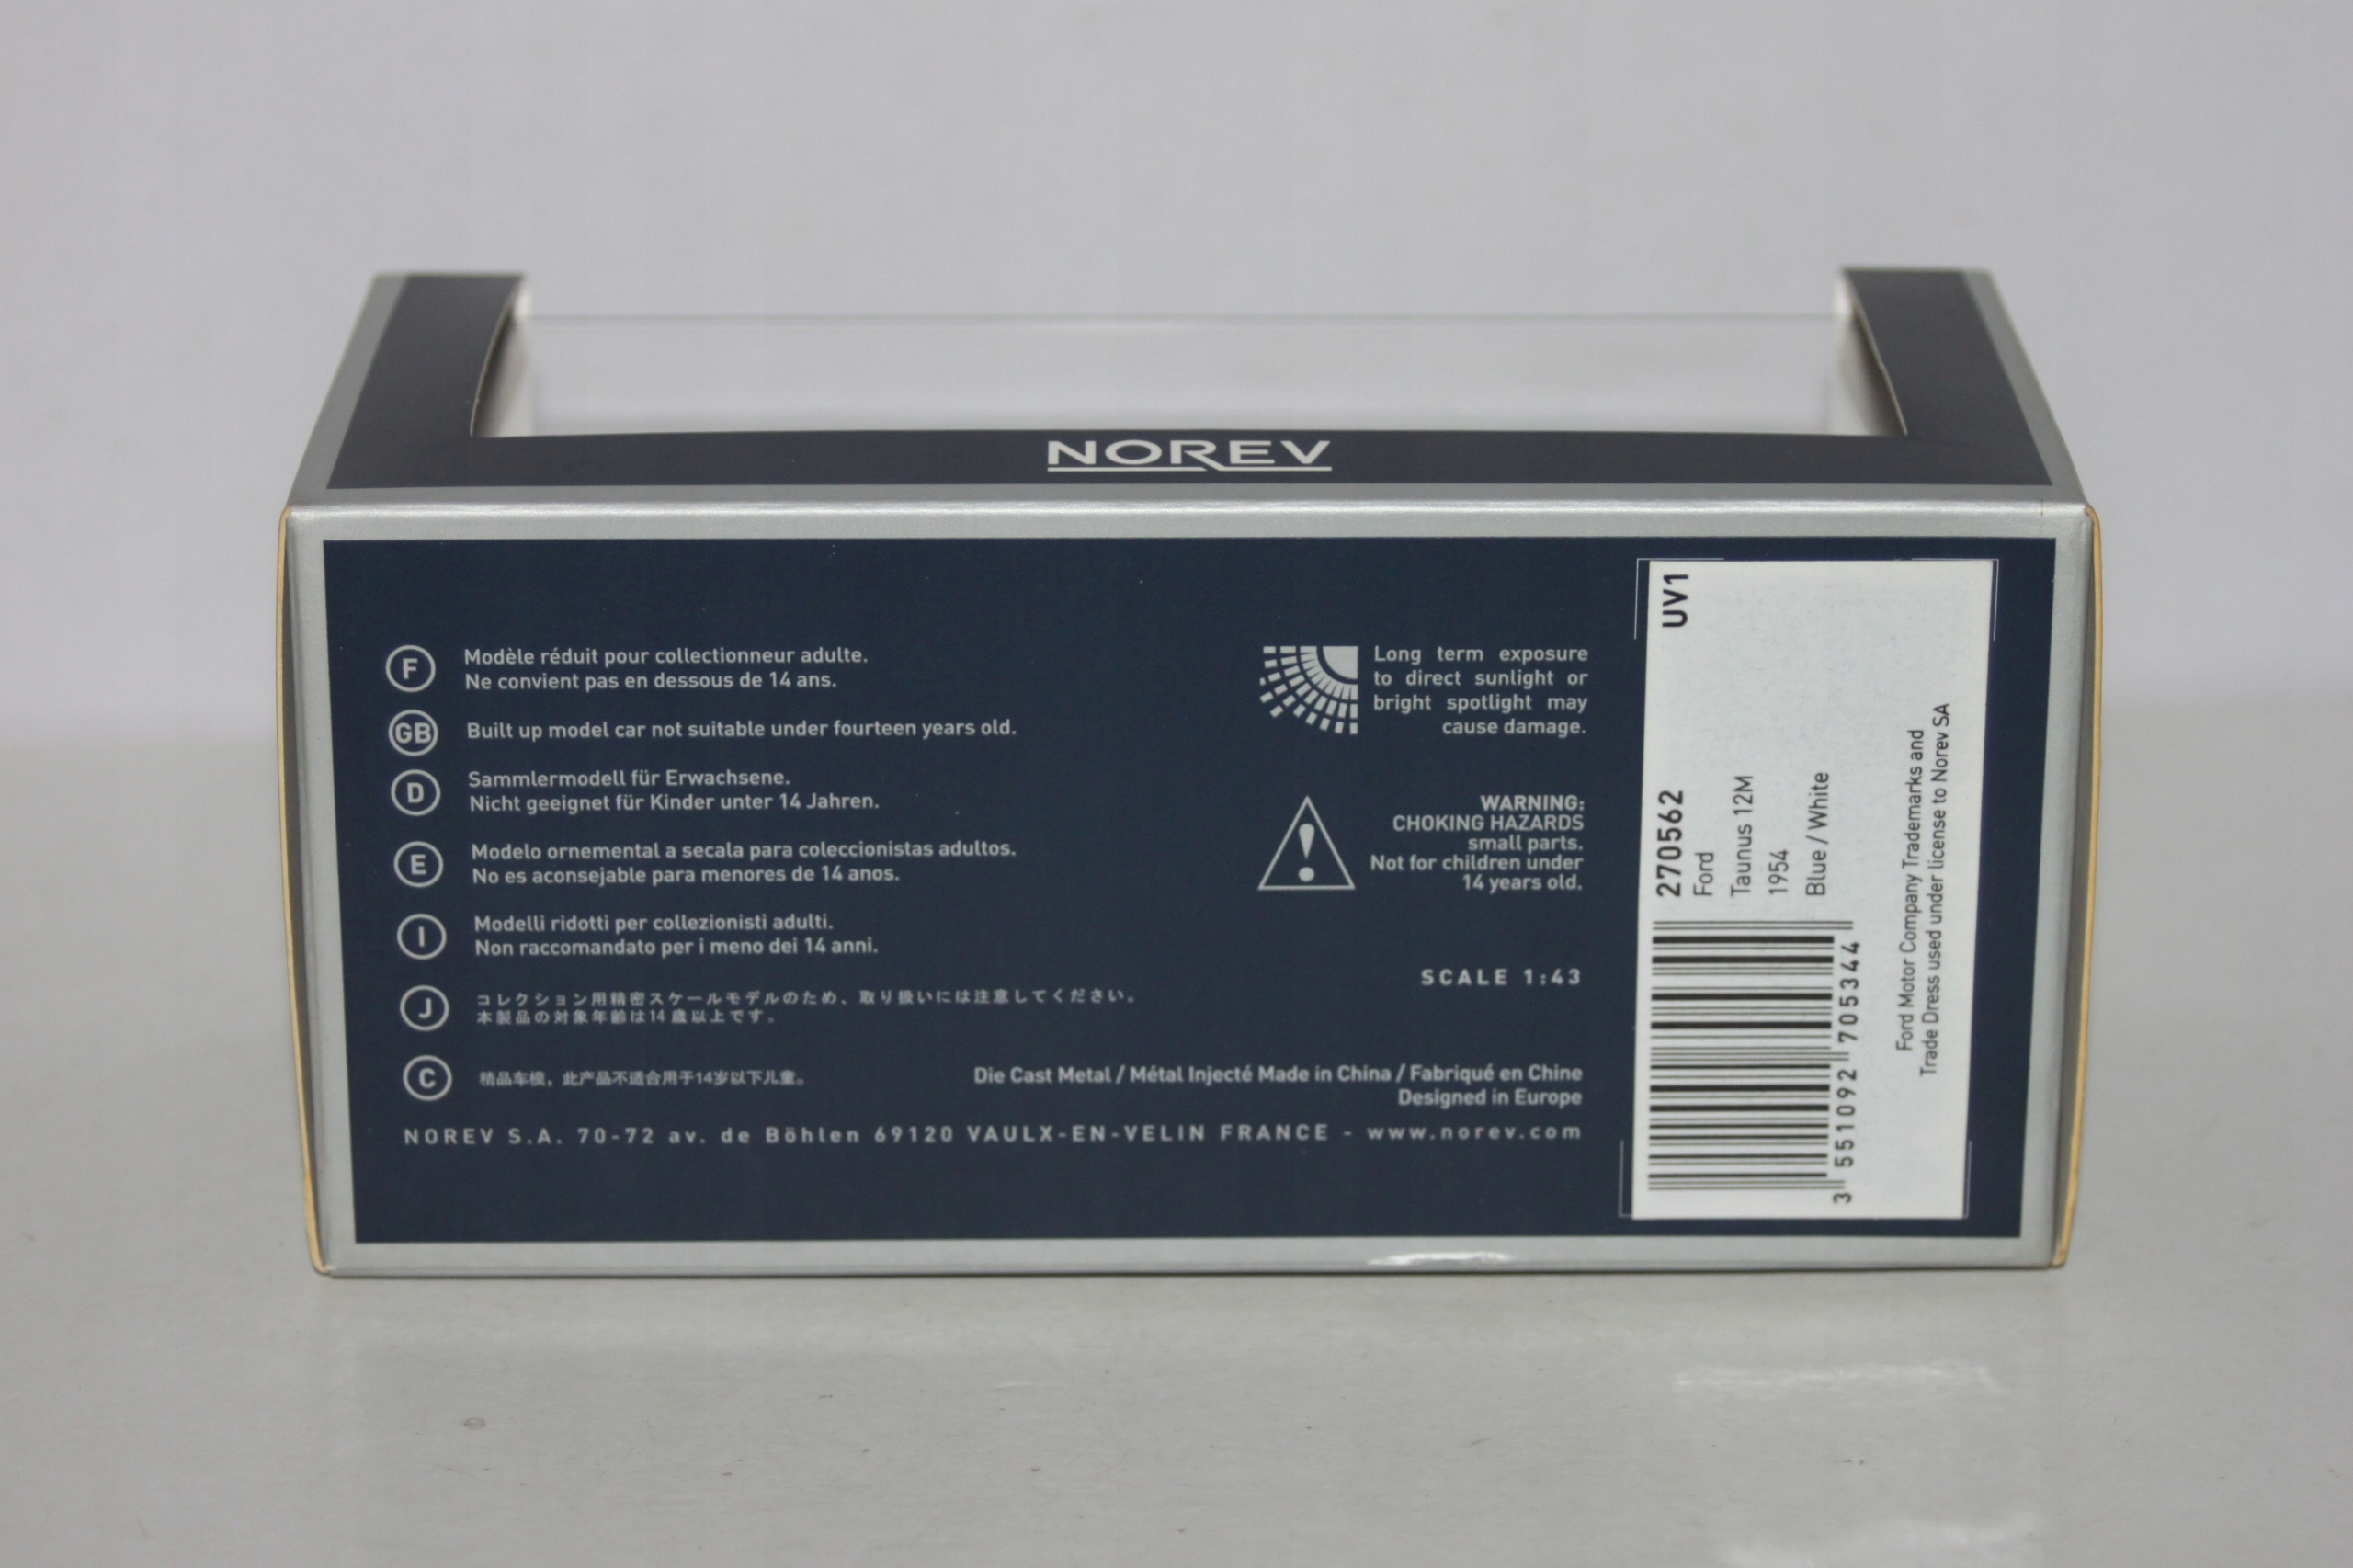 NOREV
F
Modèle réduit pour collectionneur adulte.
Ne convient pas en dessous de 14 ans.
GB
Built up model car not suitable under fourteen years old.
D
Sammlermodell für Erwachsene.
Nicht geeignet für Kinder unter 14 Jahren.
E
Modelo ornemental a secala para coleccionistas adultos.
No es aconsejable para menores de 14 anos.
I
Modelli ridotti per collezionisti adulti.
Non raccomandato per i meno dei 14 anni.
J
コレクション用精密スケールモデルのため、取り扱いには注意してください。
本製品の対象年齢は14歳以上です。
C
精品车模，此产品不适合用于14岁以下儿童。
Long term exposure
to direct sunlight or
bright spotlight may
cause damage.
WARNING:
CHOKING HAZARDS
small parts.
Not for children under
14 years old.
SCALE 1:43
Die Cast Metal / Métal Injecté Made in China / Fabriqué en Chine
Designed in Europe
NOREV S.A. 70-72 av. de Böhlen 69120 VAULX-EN-VELIN FRANCE - www.norev.com
UV1
270562
Ford
Taunus 12M
1954
Blue / White
3 551092 705344
Ford Motor Company Trademarks and
Trade Dress used under license to Norev SA